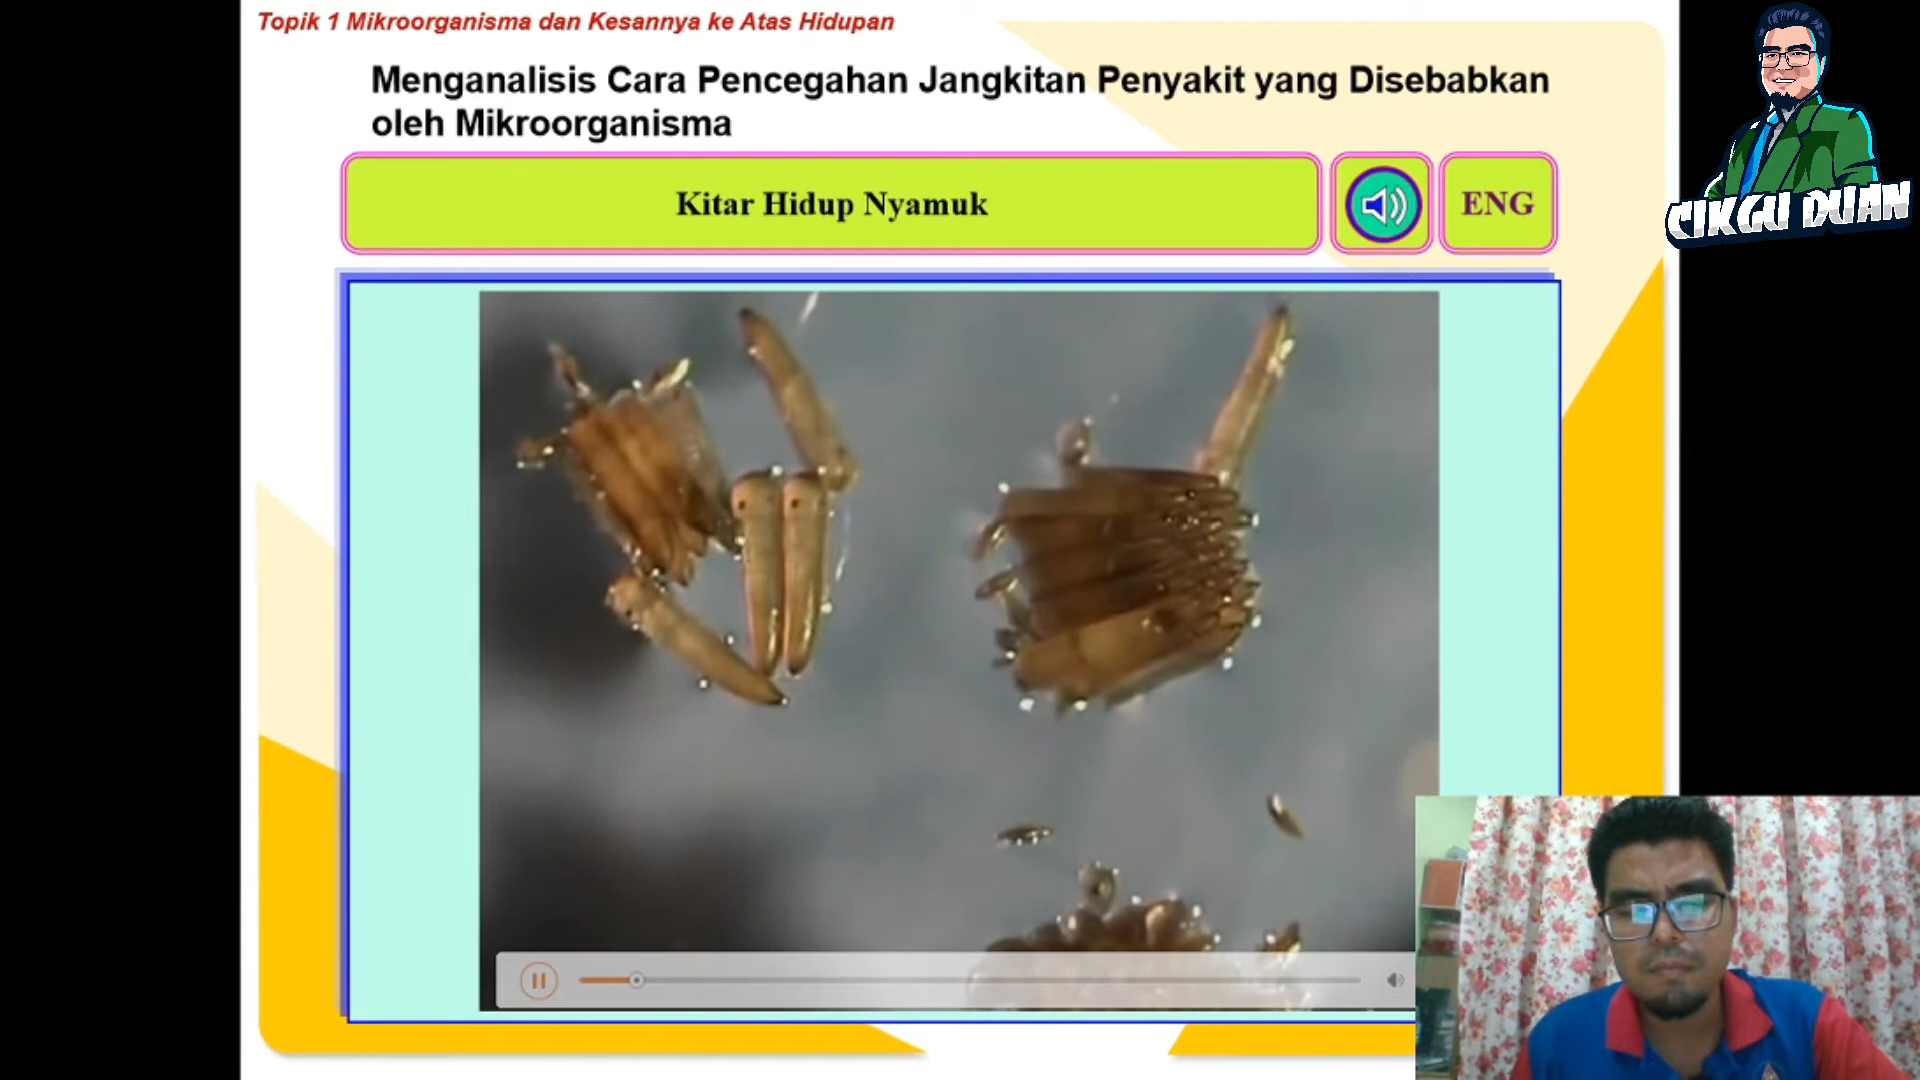 Topik 1 Mikroorganisma dan Kesannya ke Atas Hidupan
Menganalisis Cara Pencegahan Jangkitan Penyakit yang Disebabkan
oleh Mikroorganisma
Kitar Hidup Nyamuk
ENG
CIKGU DUAN